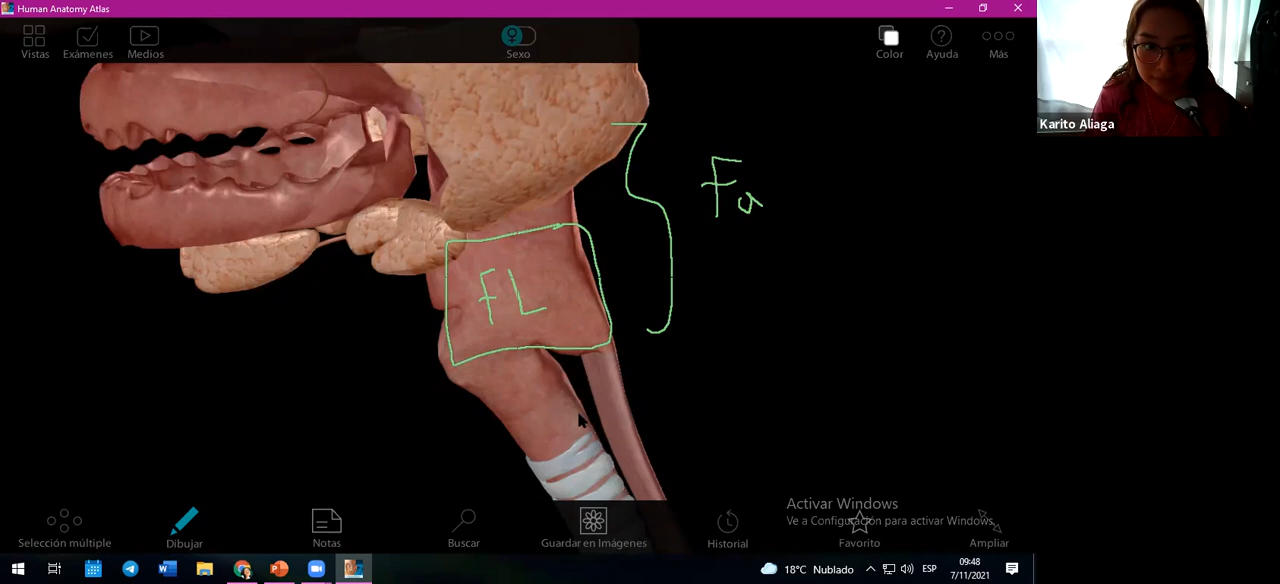 Human Anatomy Atlas
Vistas
Exámenes
Medios
Sexo
Color
Ayuda
Más
Karito Aliaga
Fa
FL
Activar Windows
Ve a Configuración para activar Windows.
Selección múltiple
Dibujar
Notas
Buscar
Guardar en Imágenes
Historial
Favorito
Ampliar
18°C Nublado
ESP
09:48
7/11/2021